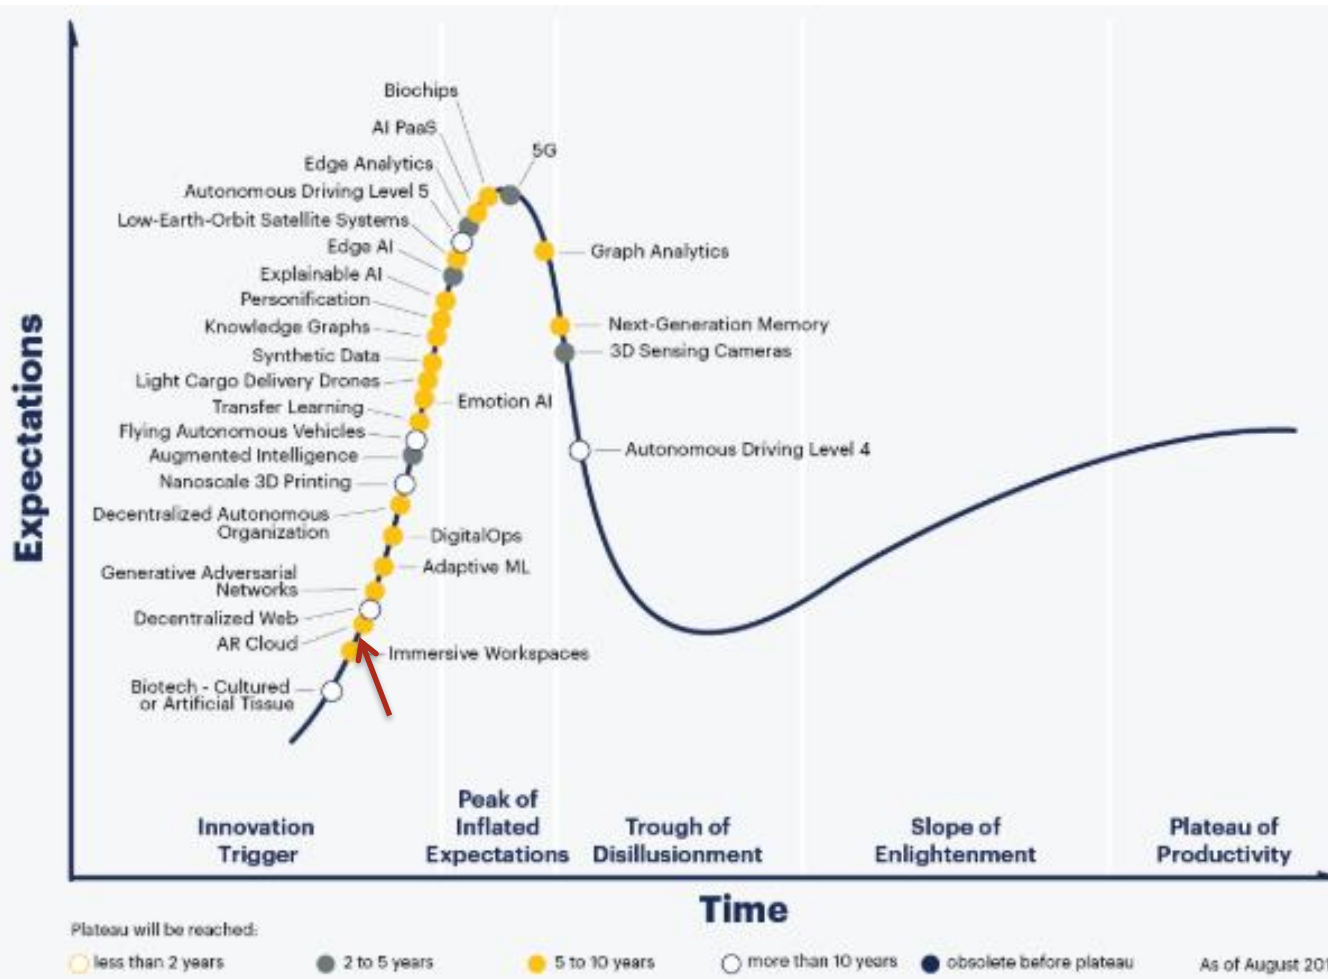 Biochips
AI PaaS
5G
Edge Analytics
Autonomous Driving Level 5
Low-Earth-Orbit Satellite Systems
Edge AI
Graph Analytics
Explainable AI
Personification
Knowledge Graphs
Next-Generation Memory
Synthetic Data
3D Sensing Cameras
Light Cargo Delivery Drones
Emotion AI
Transfer Learning
Flying Autonomous Vehicles
Augmented Intelligence
Autonomous Driving Level 4
Nanoscale 3D Printing
Decentralized Autonomous
Organization
DigitalOps
Adaptive ML
Generative Adversarial
Networks
Decentralized Web
AR Cloud
Immersive Workspaces
Biotech - Cultured
or Artificial Tissue
Expectations
Innovation
Trigger
Peak of
Inflated
Expectations
Trough of
Disillusionment
Slope of
Enlightenment
Plateau of
Productivity
Time
Plateau will be reached:
less than 2 years
2 to 5 years
5 to 10 years
more than 10 years
obsolete before plateau
As of August